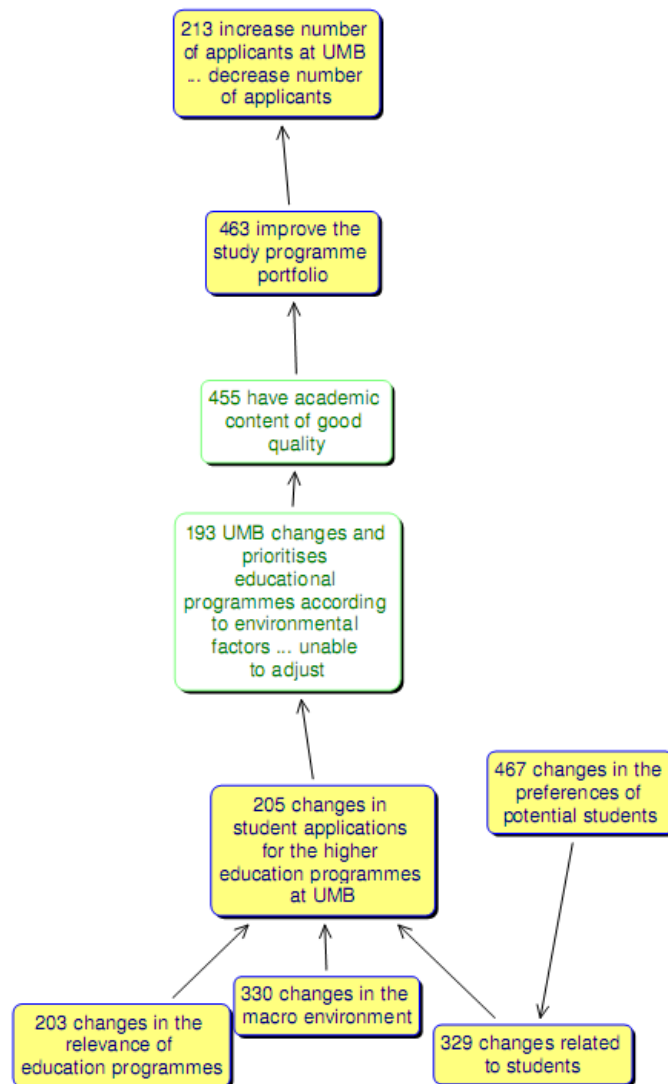 213 increase number
of applicants at UMB
... decrease number
of applicants
463 improve the
study programme
portfolio
455 have academic
content of good
quality
193 UMB changes and
prioritises
educational
programmes according
to environmental
factors ... unable
to adjust
467 changes in the
preferences of
potential students
205 changes in
student applications
for the higher
education programmes
at UMB
330 changes in the
macro environment
203 changes in the
relevance of
education programmes
329 changes related
to students